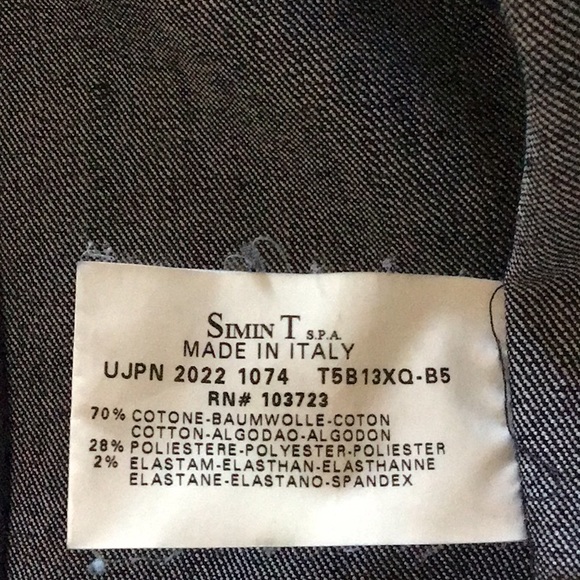 SIMIN T S.P.A.
MADE IN ITALY
UJPN 2022 1074 T5B13XQ-B5
RN# 103723
70% COTONE-BAUMWOLLE-COTON
COTTON-ALGODAO-ALGODON
28% POLIESTERE-POLYESTER-POLIESTER
2% ELASTAM-ELASTHAN-ELASTHANNE
ELASTANE-ELASTANO-SPANDEX